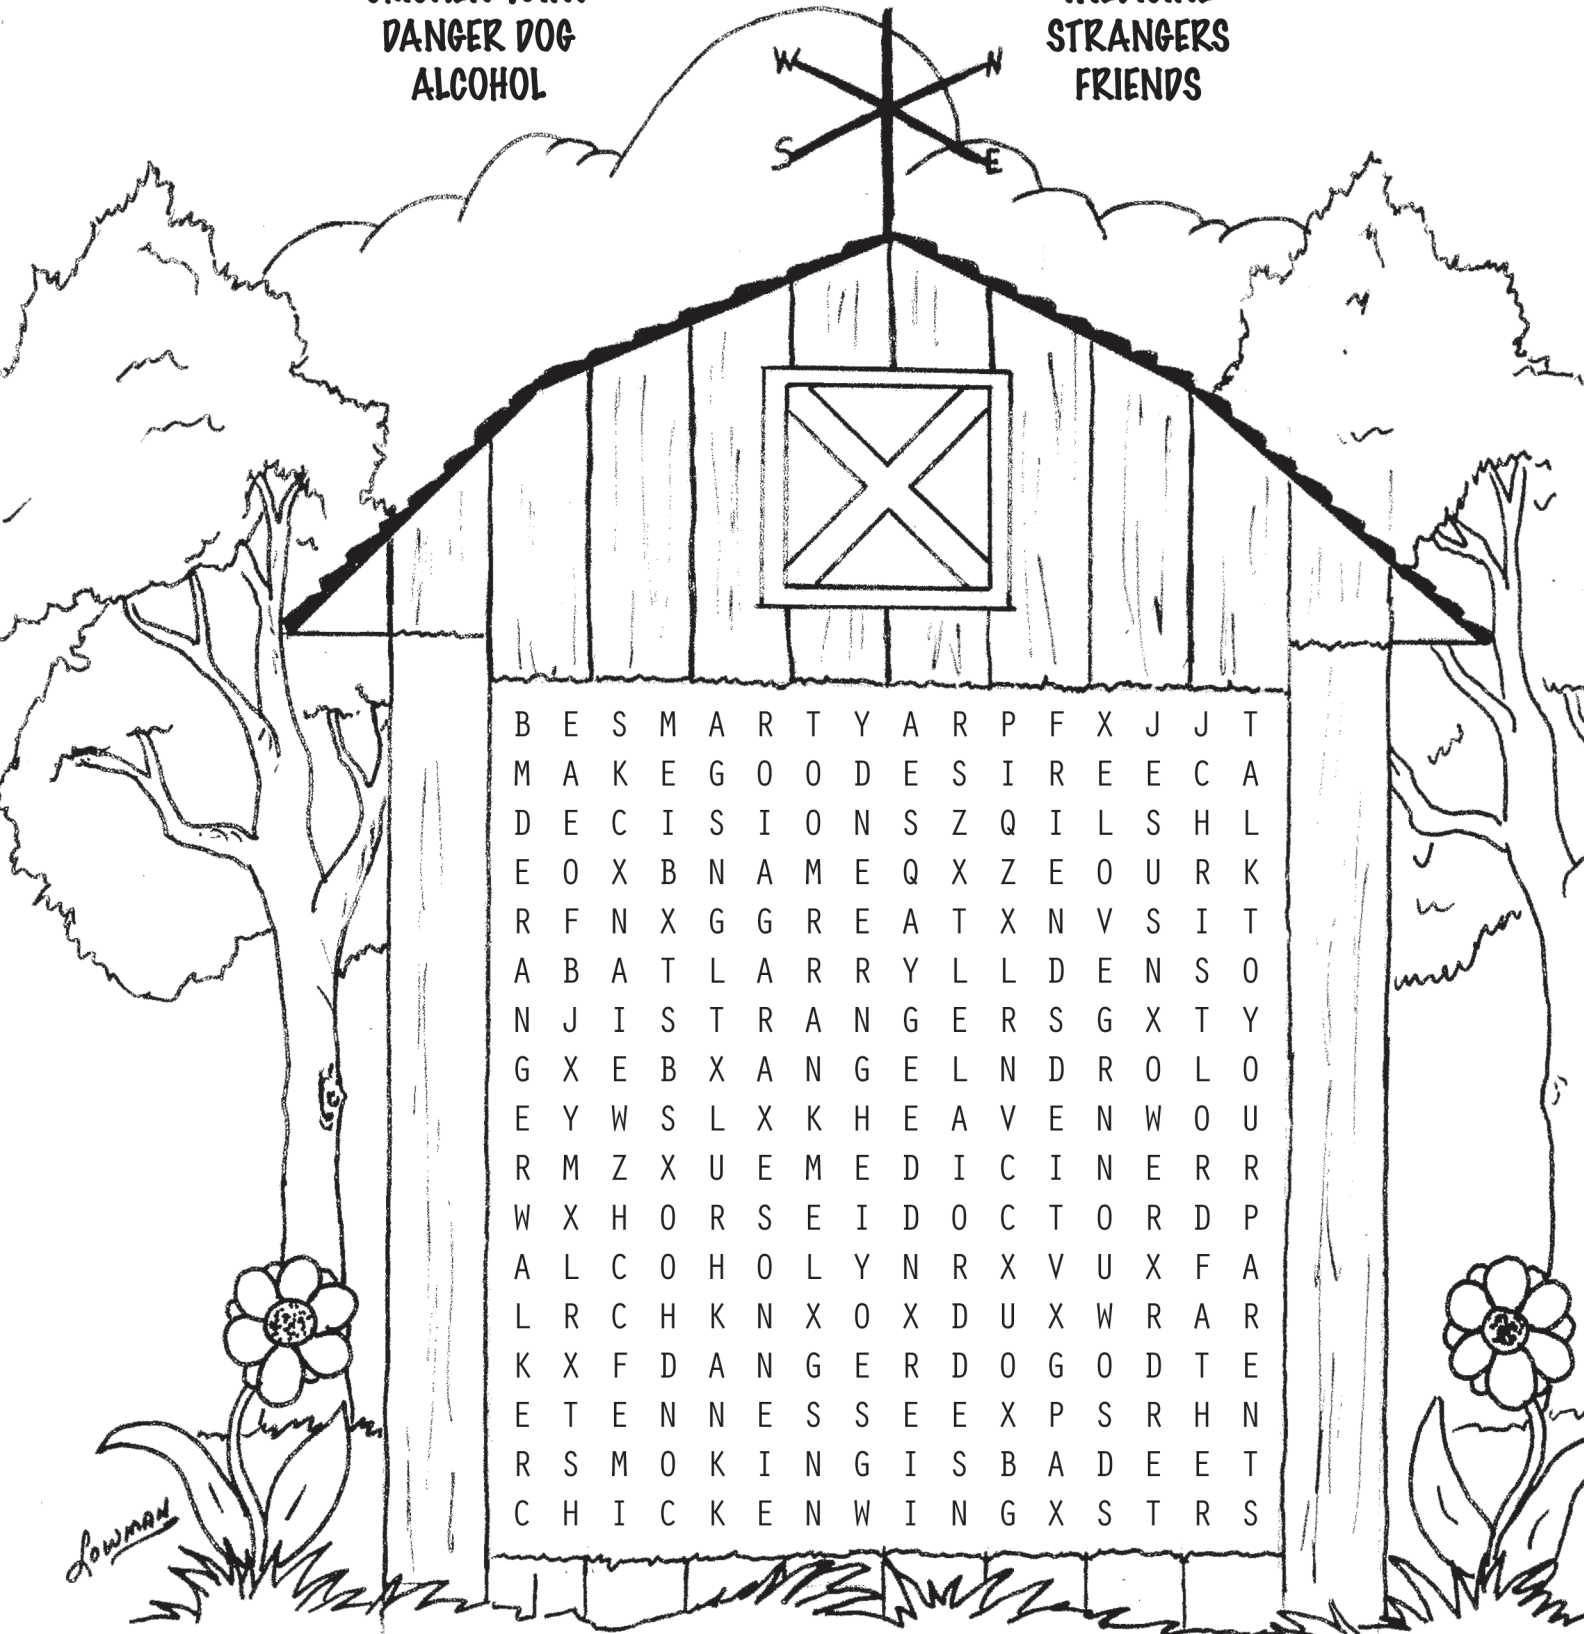 DANGER DOG
ALCOHOL
STRANGERS
FRIENDS
W N
S E
B E S M A R T Y A R P F X J J T
M A K E G O O D E S I R E E C A
D E C I S I O N S Z Q I L S H L
E O X B N A M E Q X Z E O U R K
R F N X G G R E A T X N V S I T
A B A T L A R R Y L L D E N S O
N J I S T R A N G E R S G X T Y
G X E B X A N G E L N D R O L O
E Y W S L X K H E A V E N W O U
R M Z X U E M E D I C I N E R R
W X H O R S E I D O C T O R D P
A L C O H O L Y N R X V U X F A
L R C H K N X O X D U X W R A R
K X F D A N G E R D O G O D T E
E T E N N E S S E E X P S R H N
R S M O K I N G I S B A D E E T
C H I C K E N W I N G X S T R S
LOWMAN